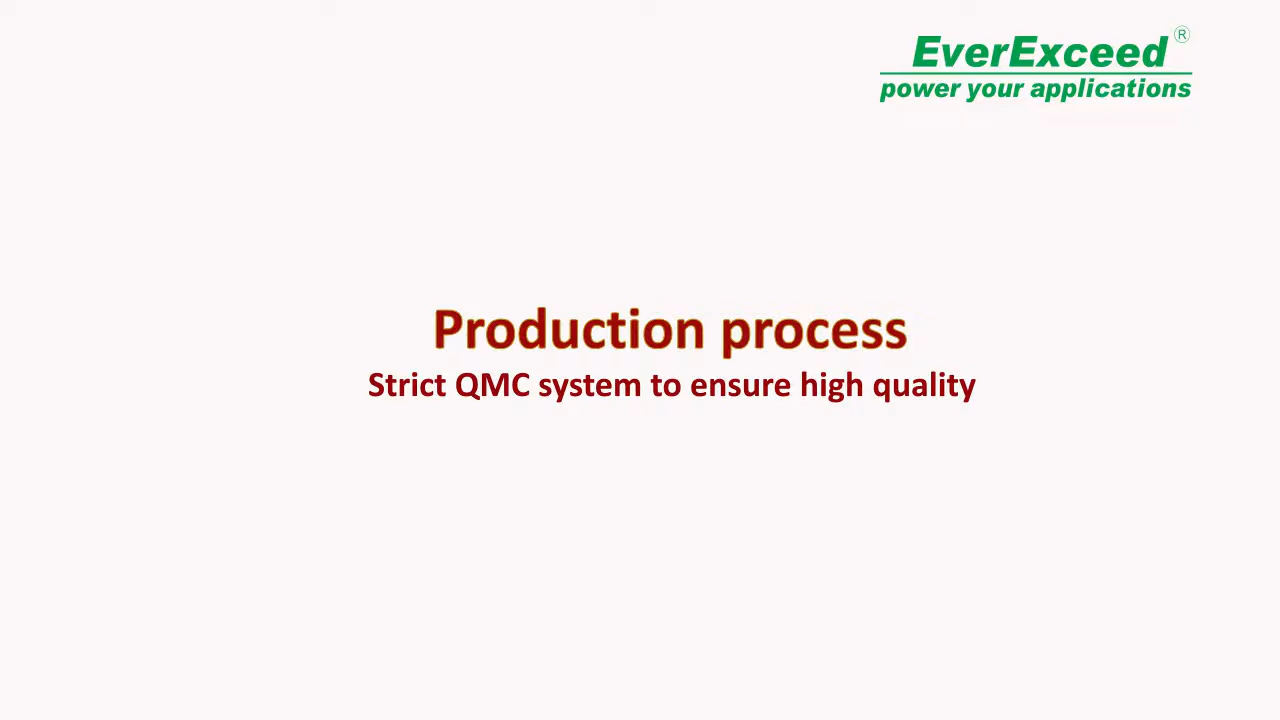 EverExceed ®
power your applications
Production process
Strict QMC system to ensure high quality